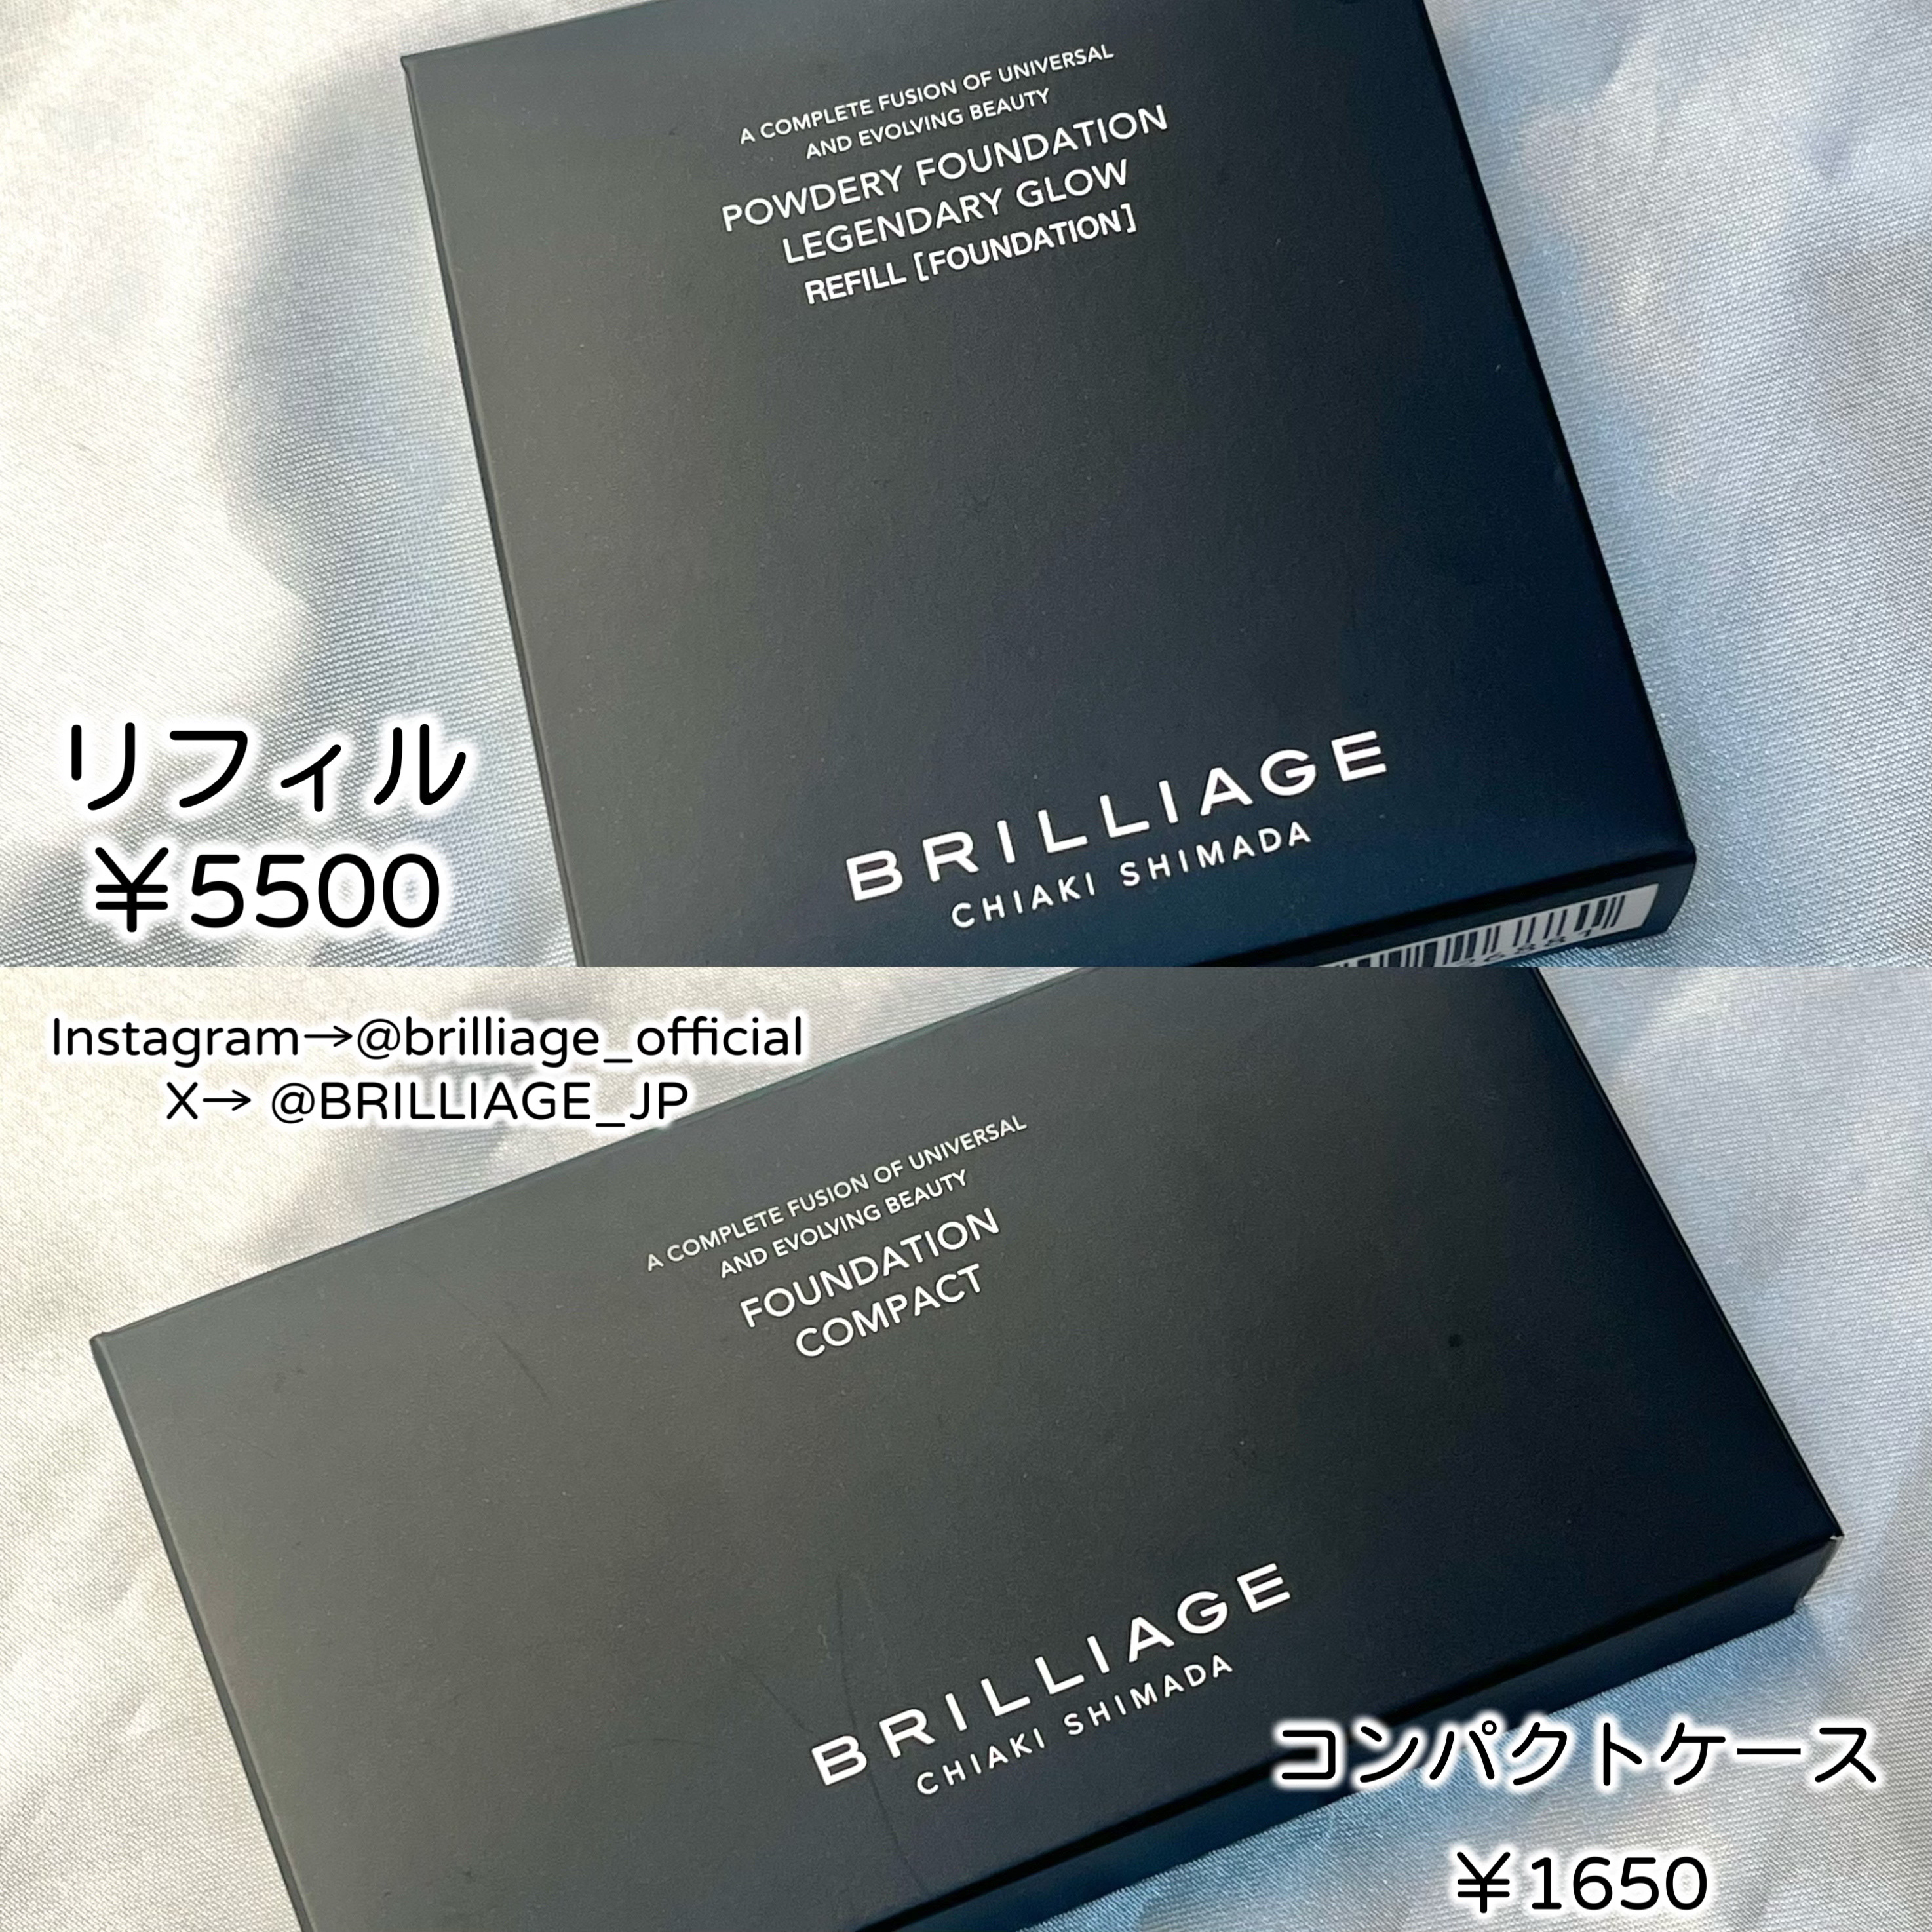 A COMPLETE FUSION OF UNIVERSAL
AND EVOLVING BEAUTY
POWDERY FOUNDATION
LEGENDARY GLOW
REFILL [FOUNDATION]
BRILLIAGE
CHIAKI SHIMADA
リフィル
￥5500
Instagram→@brilliage_official
X→ @BRILLIAGE_JP
A COMPLETE FUSION OF UNIVERSAL
AND EVOLVING BEAUTY
FOUNDATION
COMPACT
BRILLIAGE
CHIAKI SHIMADA
コンパクトケース
￥1650